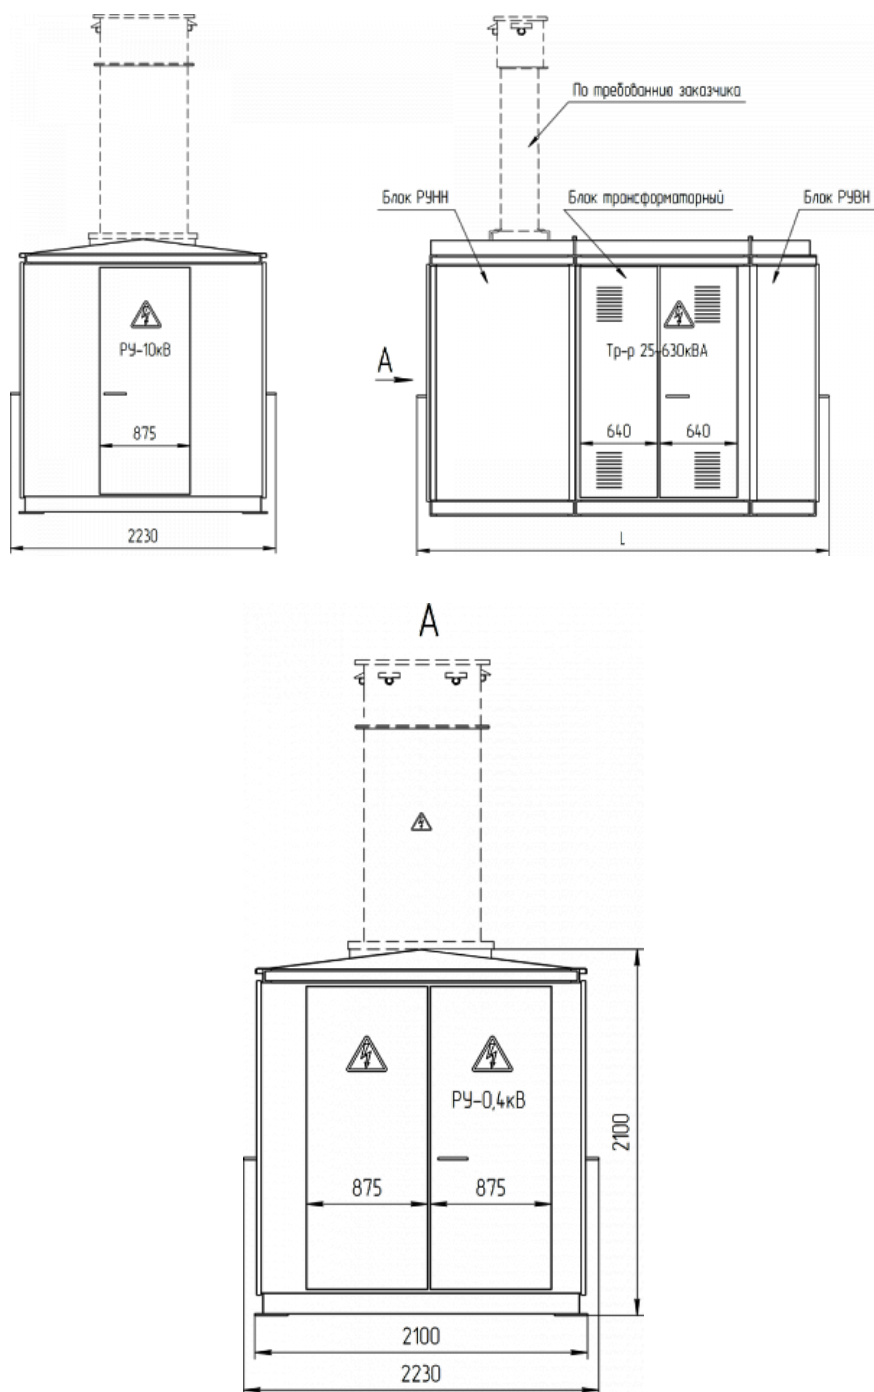 По требованию заказчика
Блок РУНН
Блок трансформаторный
Блок РУВН
РУ-10кВ
Тр-р 25-630кВА
А
875
640
640
2230
L
А
РУ-0,4кВ
875
875
2100
2100
2230